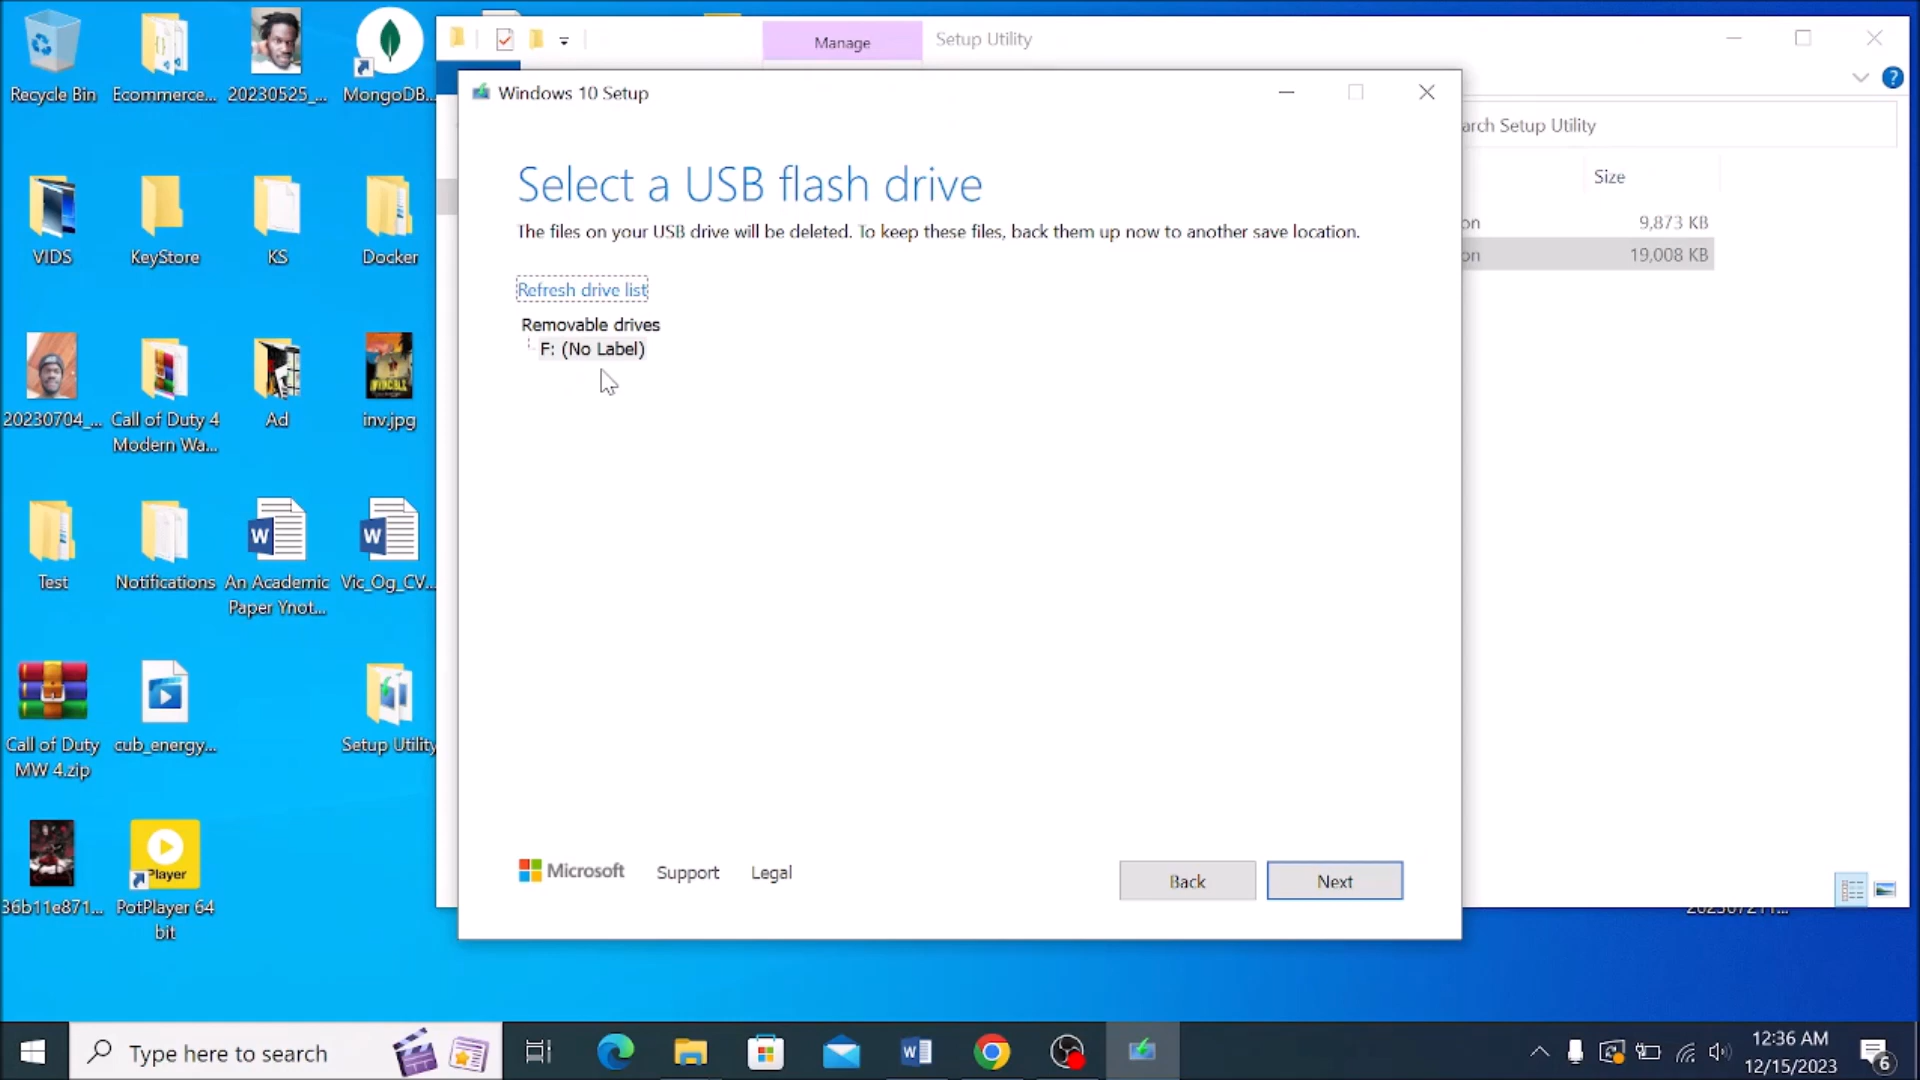 Recycle Bin
Ecommerce...
20230525_...
MongoDB...
Manage
Setup Utility
Windows 10 Setup
arch Setup Utility
Size
on 9,873 KB
on 19,008 KB
Select a USB flash drive
The files on your USB drive will be deleted. To keep these files, back them up now to another save location.
Refresh drive list
Removable drives
F: (No Label)
VIDS
KeyStore
KS
Docker
20230704_...
Call of Duty 4
Modern Wa...
Ad
inv.jpg
Test
Notifications
An Academic
Paper Ynot...
Vic_Og_CV...
Call of Duty
MW 4.zip
cub_energy...
Setup Utility
36b11e871...
Player
PotPlayer 64
bit
Microsoft
Support
Legal
Back
Next
Type here to search
12:36 AM
12/15/2023
6